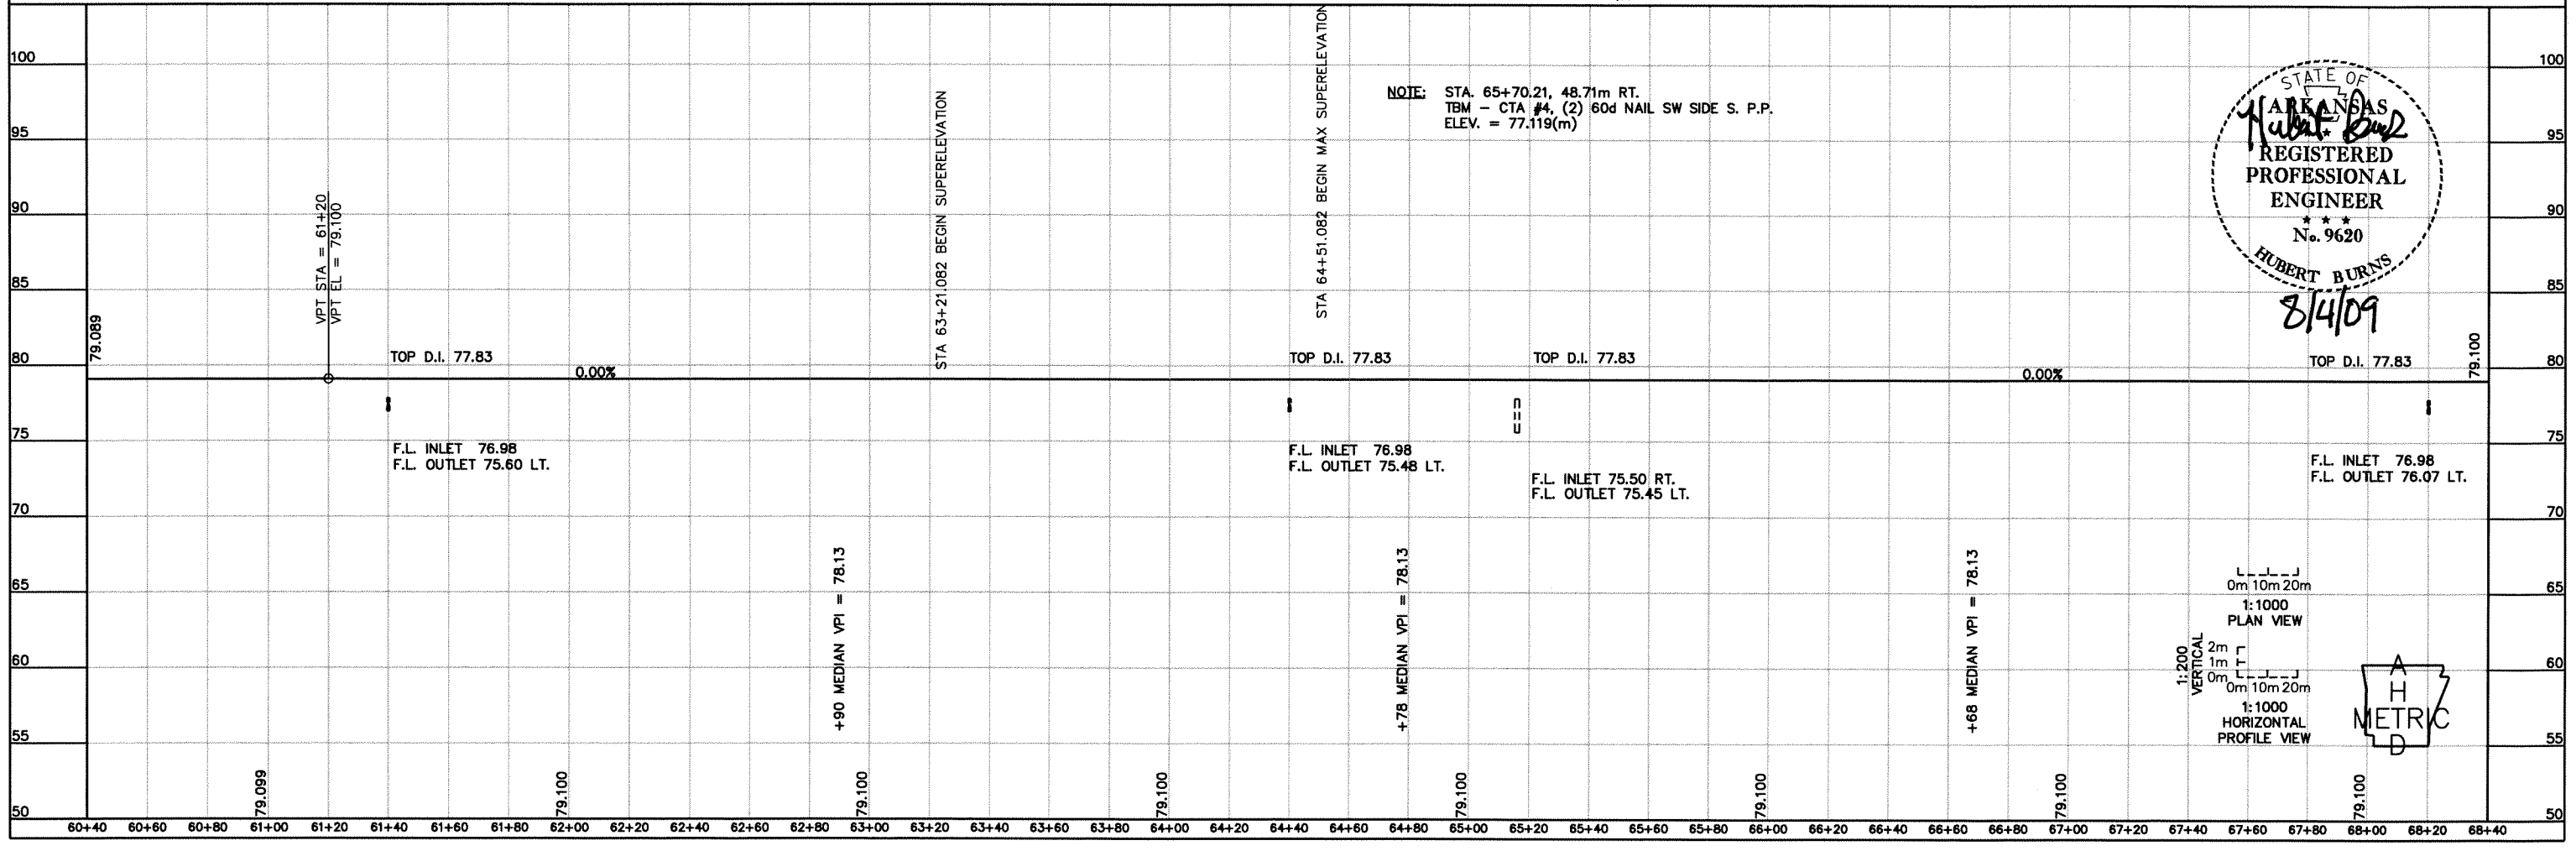 100
95
90
85
80
75
70
65
60
55
50
79.089
VPT STA = 61+20
VPT EL = 79.100
TOP D.I. 77.83
F.L. INLET 76.98
F.L. OUTLET 75.60 LT.
0.00%
STA 63+21.082 BEGIN SUPERELEVATION
STA 64+51.082 BEGIN MAX SUPERELEVATION
NOTE: STA. 65+70.21, 48.71m RT.
TBM - CTA #4, (2) 60d NAIL SW SIDE S. P.P.
ELEV. = 77.119(m)
TOP D.I. 77.83
F.L. INLET 76.98
F.L. OUTLET 75.48 LT.
TOP D.I. 77.83
F.L. INLET 75.50 RT.
F.L. OUTLET 75.45 LT.
0.00%
TOP D.I. 77.83
F.L. INLET 76.98
F.L. OUTLET 76.07 LT.
79.100
STATE OF
ARKANSAS
REGISTERED
PROFESSIONAL
ENGINEER
No. 9620
HUBERT BURNS
8/4/09
+90 MEDIAN VPI = 78.13
+78 MEDIAN VPI = 78.13
+68 MEDIAN VPI = 78.13
0m 10m 20m
1:1000
PLAN VIEW
1:200
VERTICAL
2m
1m
0m
0m 10m 20m
1:1000
HORIZONTAL
PROFILE VIEW
A
H
METRIC
D
100
95
90
85
80
75
70
65
60
55
50
79.099 79.100 79.100 79.100 79.100 79.100 79.100 79.100
60+40 60+60 60+80 61+00 61+20 61+40 61+60 61+80 62+00 62+20 62+40 62+60 62+80 63+00 63+20 63+40 63+60 63+80 64+00 64+20 64+40 64+60 64+80 65+00 65+20 65+40 65+60 65+80 66+00 66+20 66+40 66+60 66+80 67+00 67+20 67+40 67+60 67+80 68+00 68+20 68+40